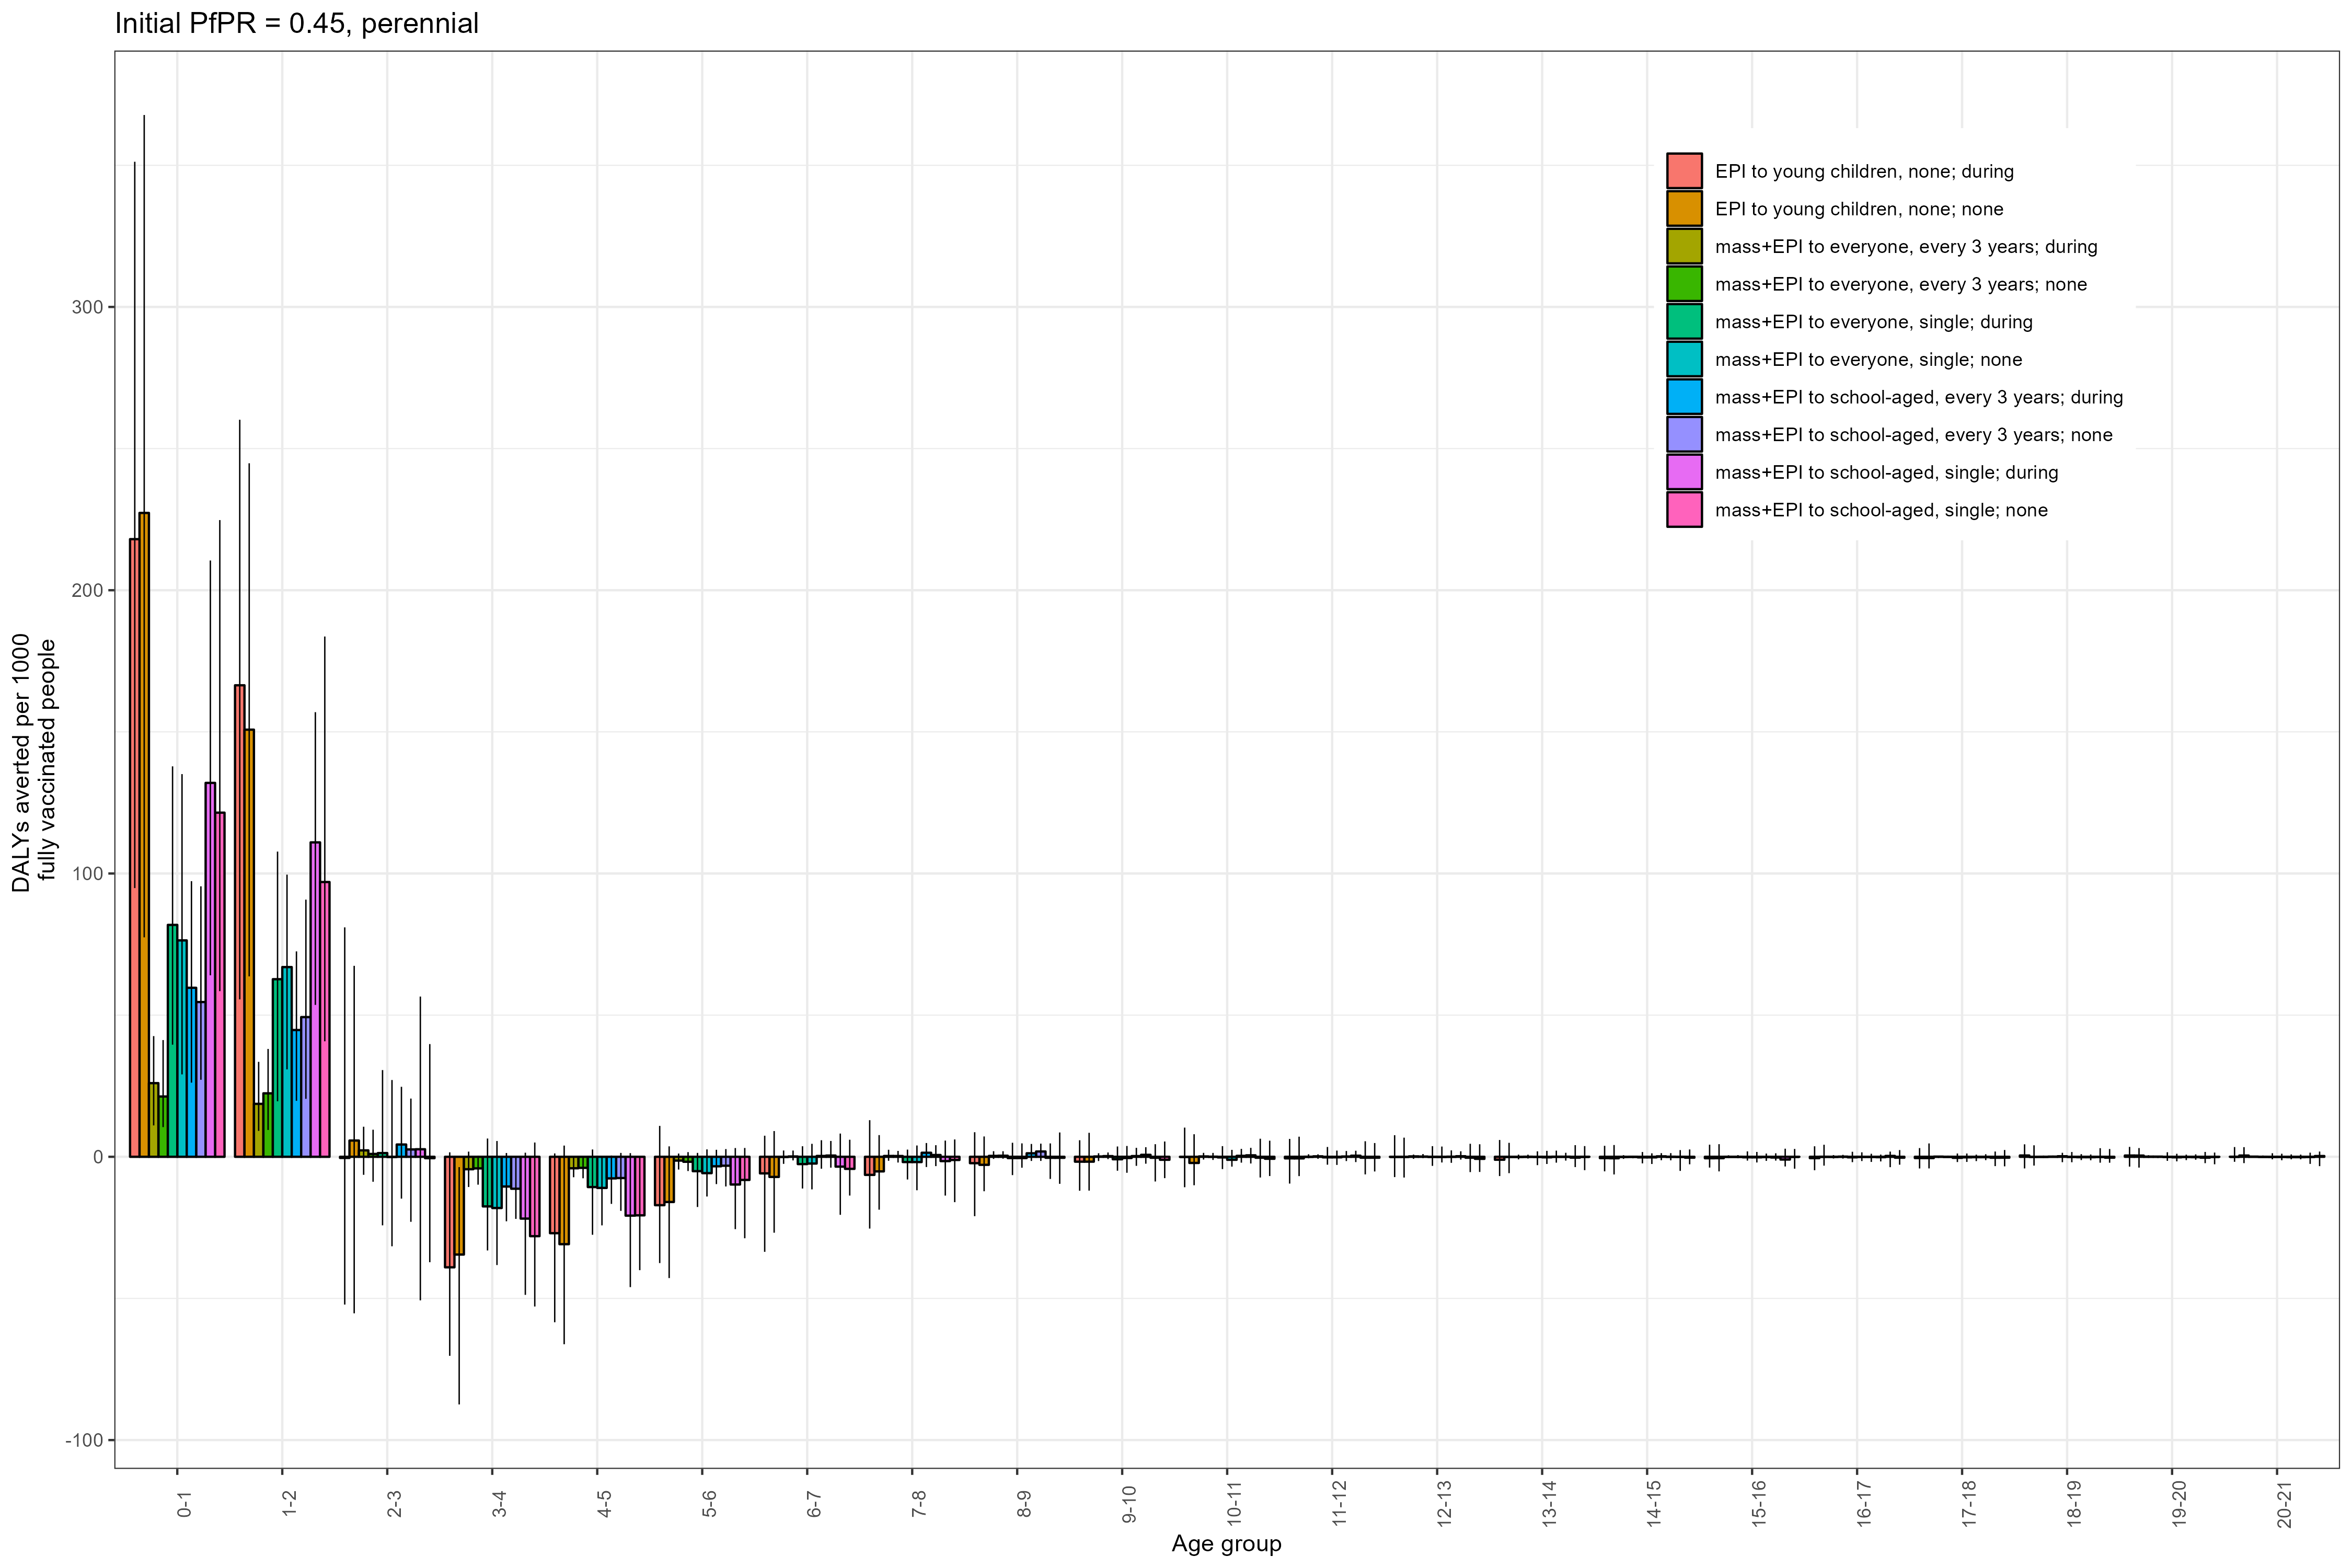 Initial PfPR = 0.45, perennial
DALYs averted per 1000
fully vaccinated people
300
200
100
0
-100
EPI to young children, none; during
EPI to young children, none; none
mass+EPI to everyone, every 3 years; during
mass+EPI to everyone, every 3 years; none
mass+EPI to everyone, single; during
mass+EPI to everyone, single; none
mass+EPI to school-aged, every 3 years; during
mass+EPI to school-aged, every 3 years; none
mass+EPI to school-aged, single; during
mass+EPI to school-aged, single; none
0-1
1-2
2-3
3-4
4-5
5-6
6-7
7-8
8-9
9-10
10-11
11-12
12-13
13-14
14-15
15-16
16-17
17-18
18-19
19-20
20-21
Age group